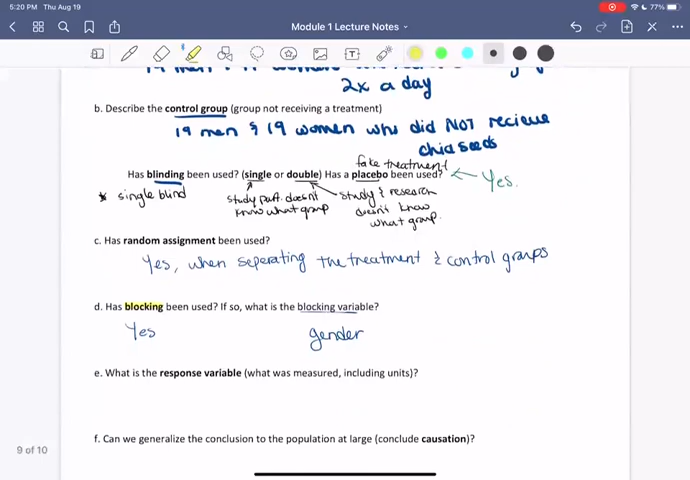 5:20 PM Thu Aug 19
77%
Module 1 Lecture Notes
2x a day
b. Describe the control group (group not receiving a treatment)
19 men & 19 women who did NOT recieve
chia seeds
fake treatment
Has blinding been used? (single or double) Has a placebo been used?
Yes.
* single blind
study part. doesn't
know what group
study & research
doesn't know
what group.
c. Has random assignment been used?
Yes, when seperating the treatment & control groups
d. Has blocking been used? If so, what is the blocking variable?
Yes
gender
e. What is the response variable (what was measured, including units)?
9 of 10
f. Can we generalize the conclusion to the population at large (conclude causation)?